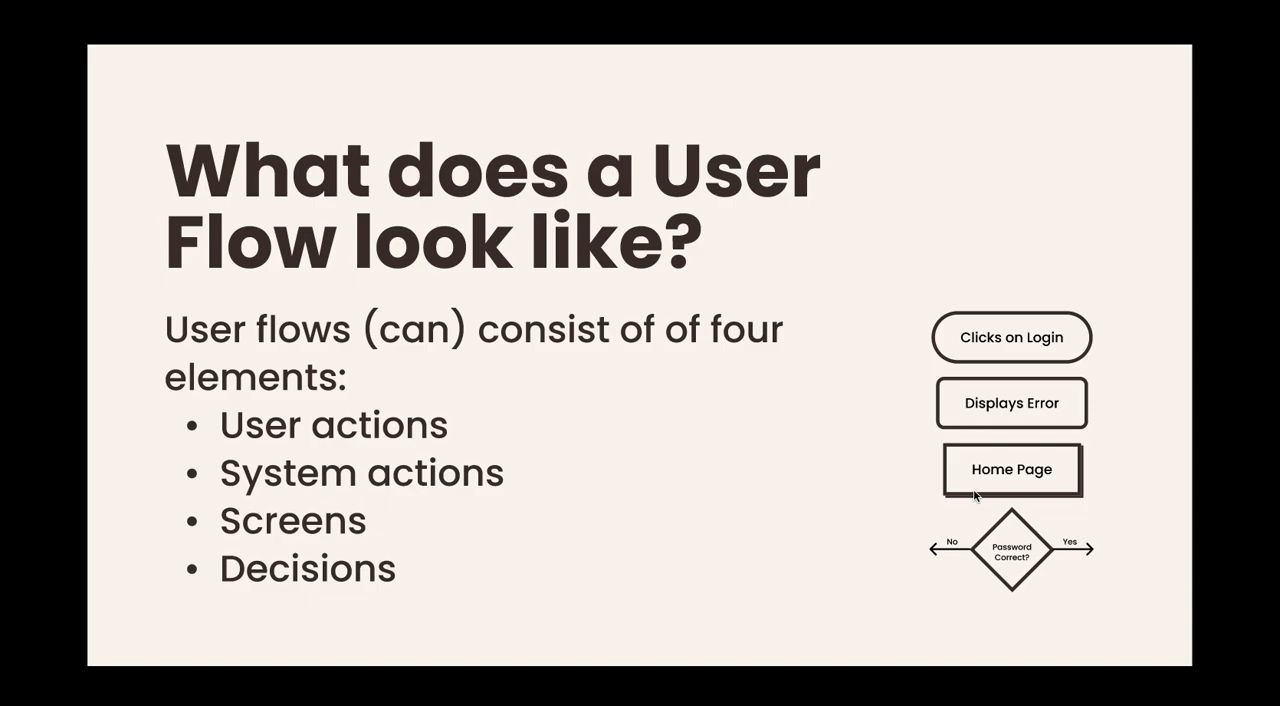 What does a User
Flow look like?
User flows (can) consist of of four
elements:
• User actions
• System actions
• Screens
• Decisions
Clicks on Login
Displays Error
Home Page
No
Password
Correct?
Yes